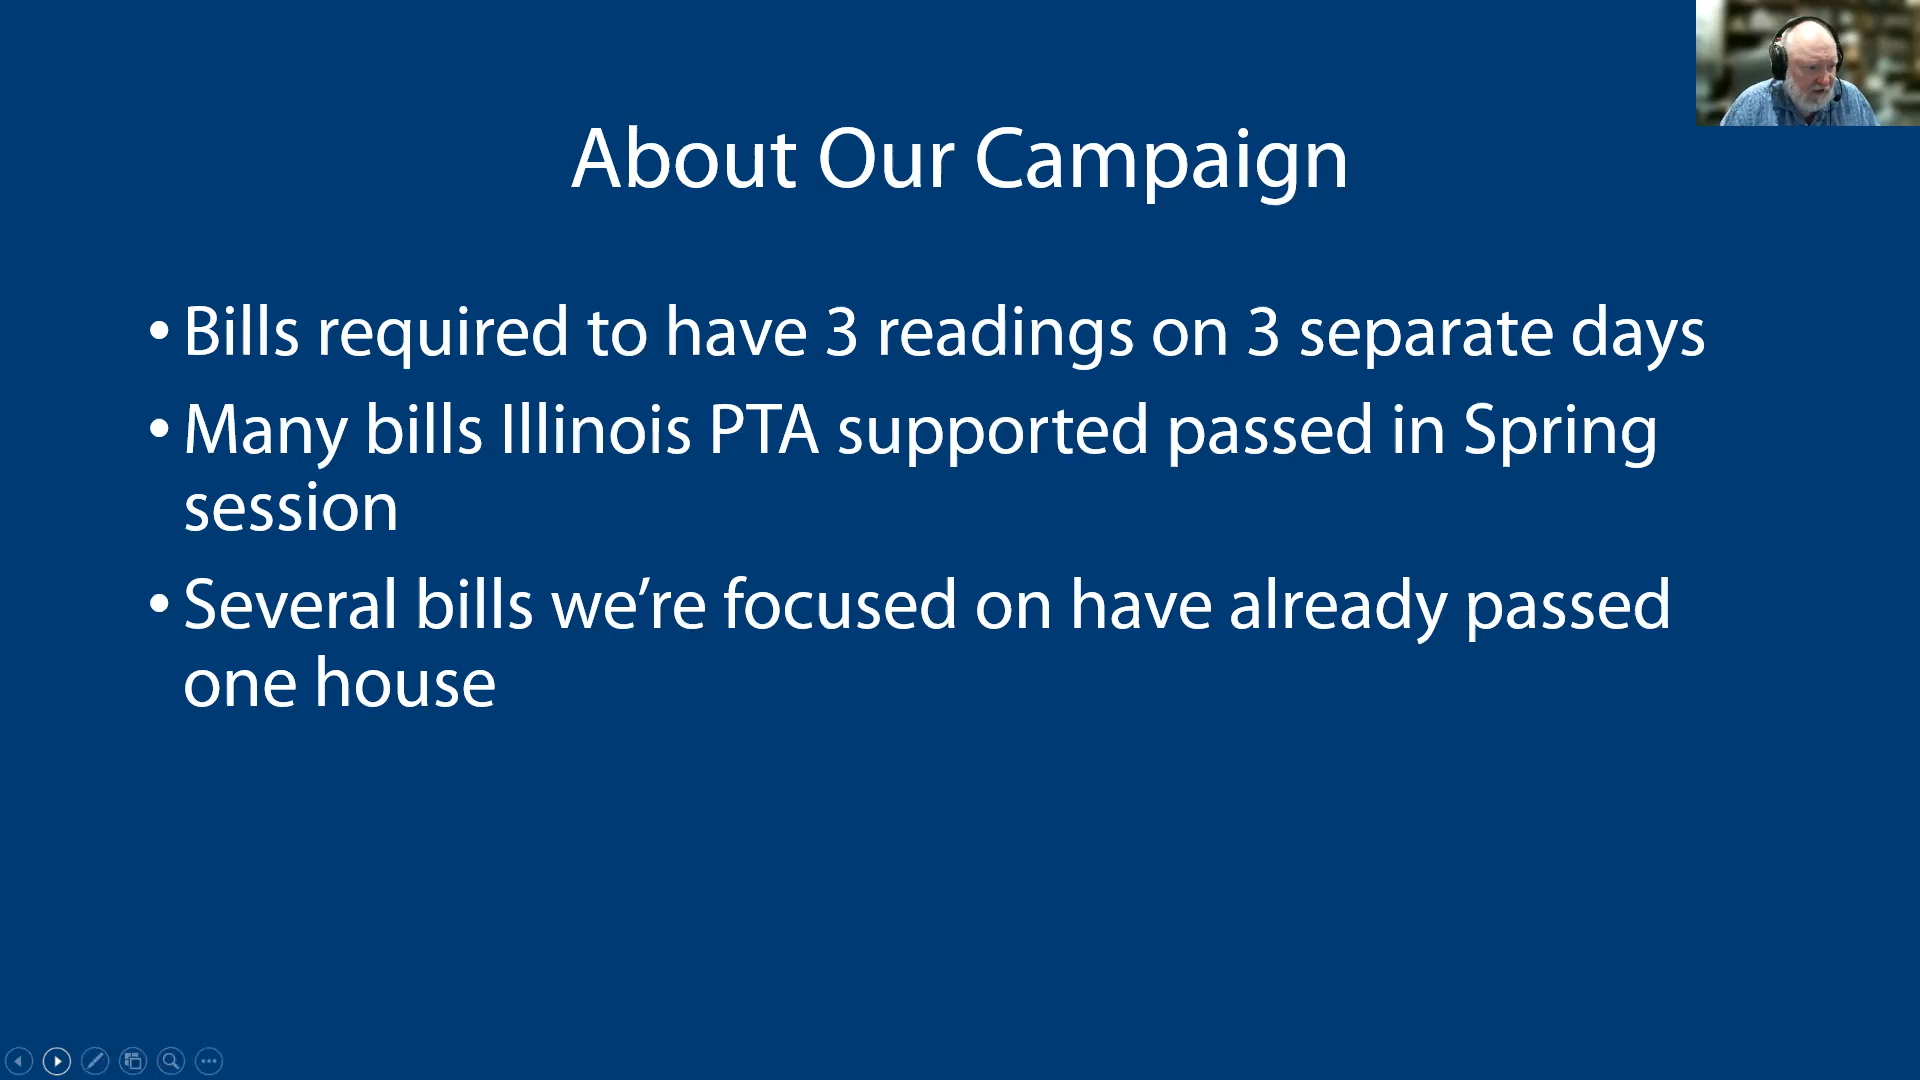 About Our Campaign
• Bills required to have 3 readings on 3 separate days
• Many bills Illinois PTA supported passed in Spring
session
• Several bills we’re focused on have already passed
one house